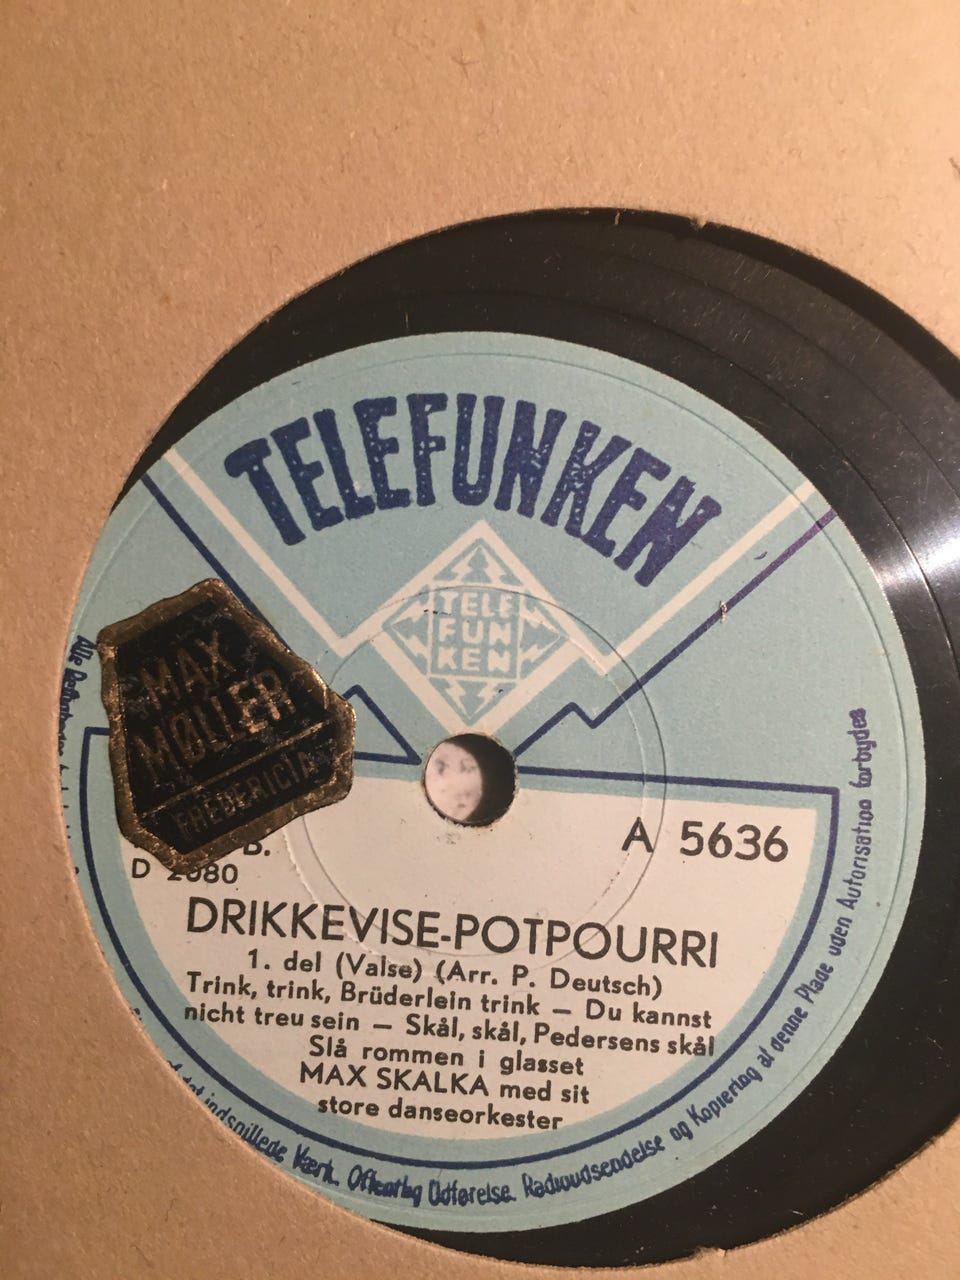 TELEFUNKEN
TELE
FUN
KEN
MAX
MØLLER
FREDERICIA
B.
A 5636
D 2980
DRIKKEVISE-POTPOURRI
1. del (Valse) (Arr. P. Deutsch)
Trink, trink, Brüderlein trink — Du kannst
nicht treu sein — Skål, skål, Pedersens skål
Slå rommen i glasset
MAX SKALKA med sit
store danseorkester
Alle
indspillede Værk. Offentlig Udførelse. Radioudsendelse og Kopiering af denne Plade uden Autorisation forbydes